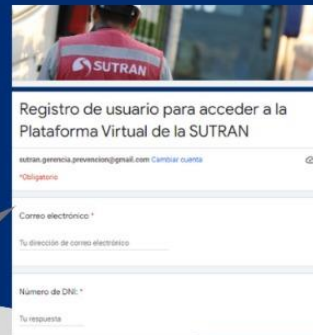 SUTRAN
Registro de usuario para acceder a la
Plataforma Virtual de la SUTRAN
sutran.gerencia.prevencion@gmail.com Cambiar cuenta
*Obligatorio
Correo electrónico *
Tu dirección de correo electrónico
Número de DNI: *
Tu respuesta